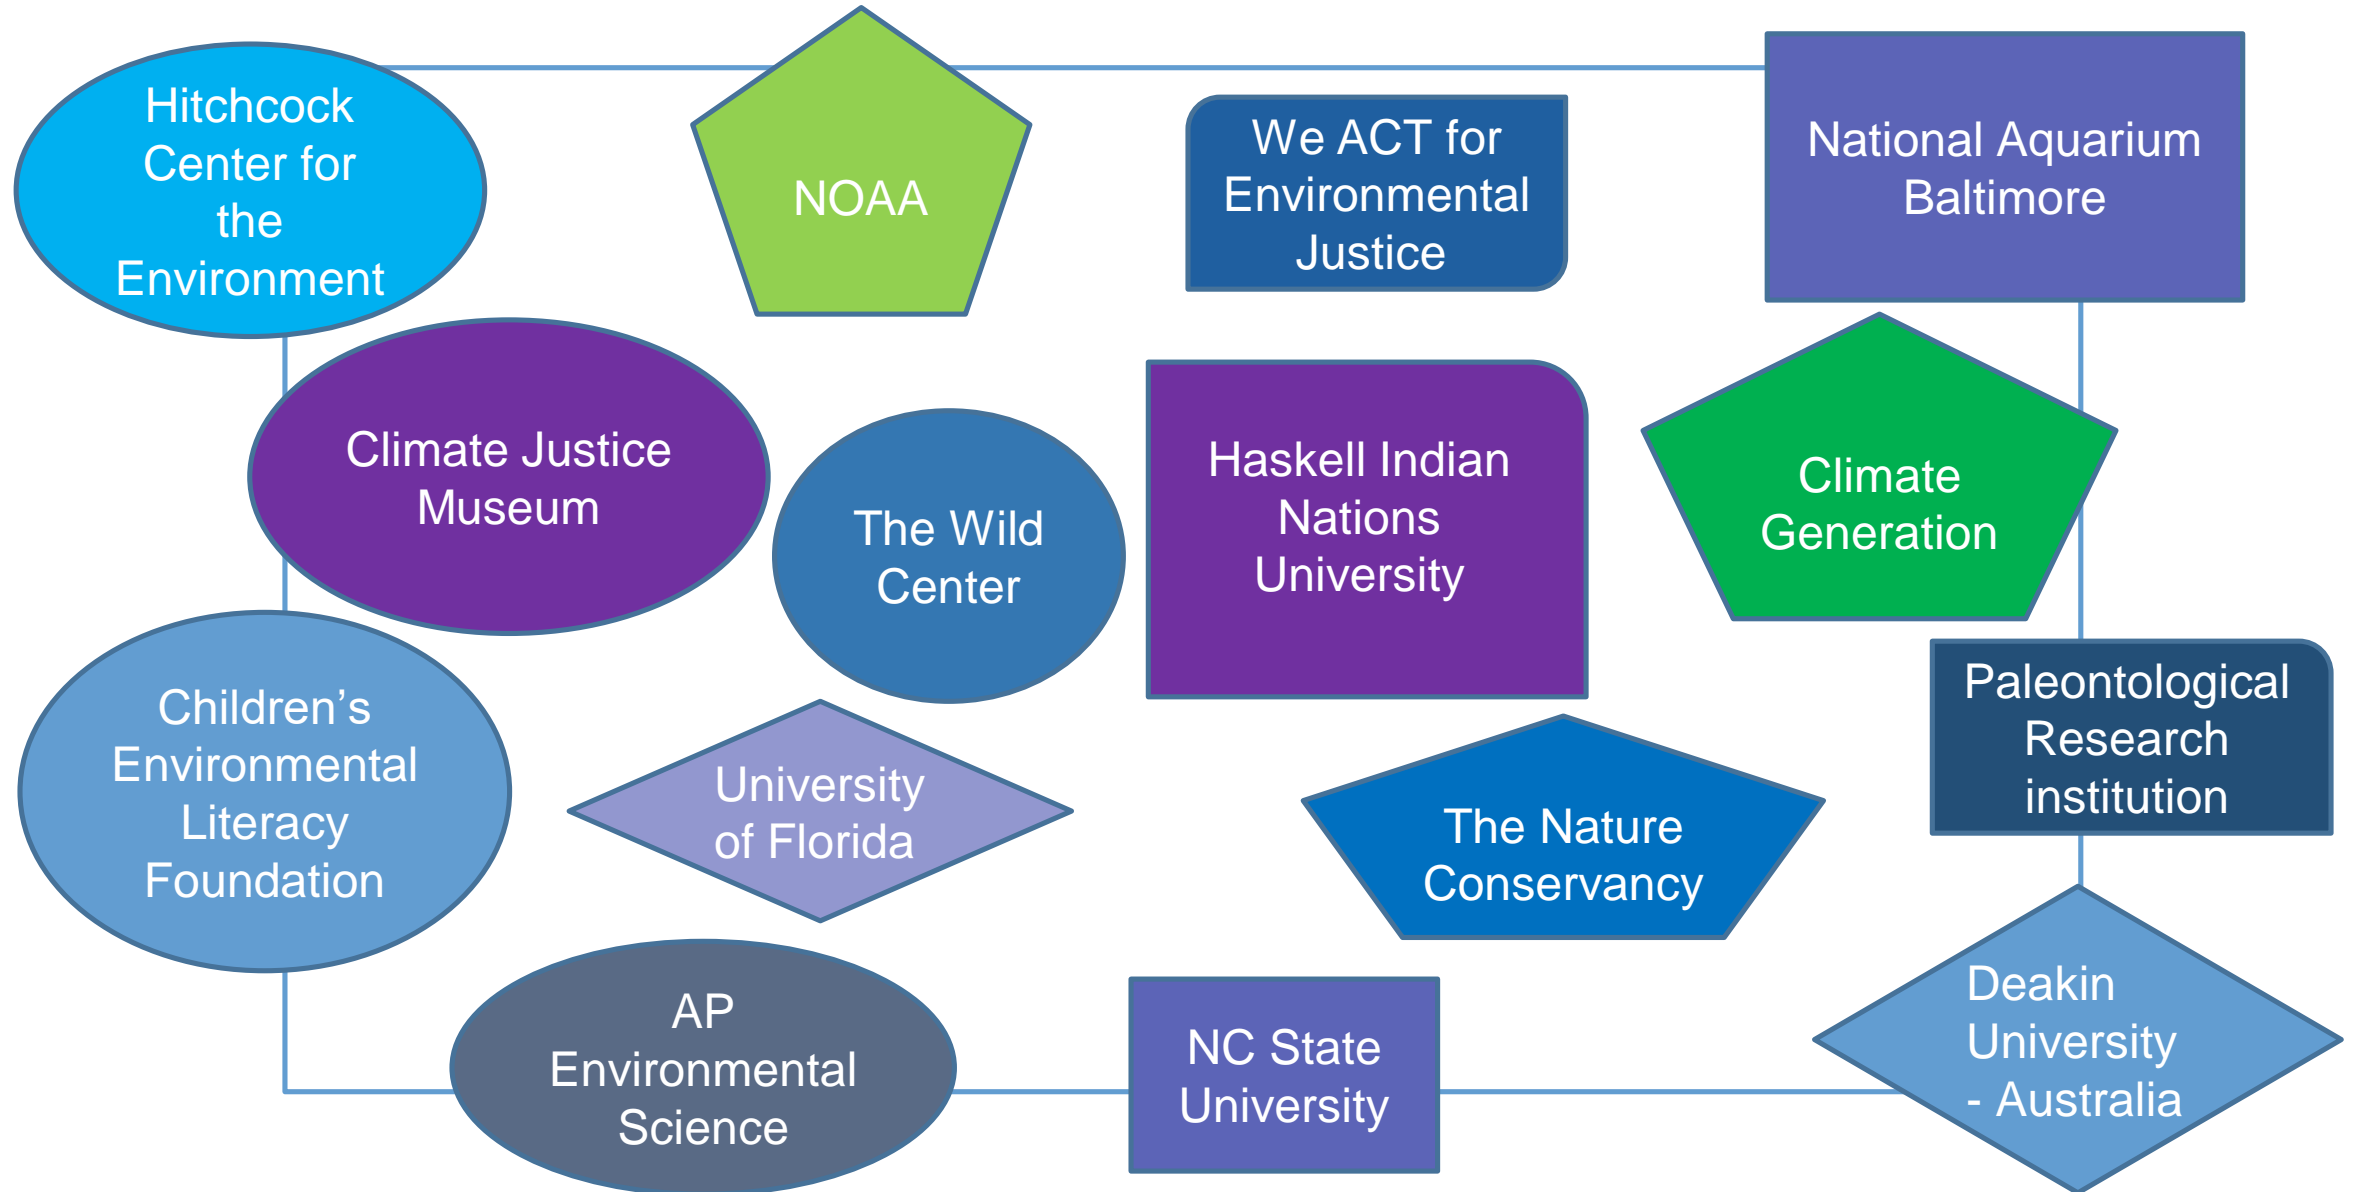 Hitchcock
Center for
the
Environment
NOAA
We ACT for
Environmental
Justice
National Aquarium
Baltimore
Climate Justice
Museum
The Wild
Center
Haskell Indian
Nations
University
Climate
Generation
Children’s
Environmental
Literacy
Foundation
University
of Florida
The Nature
Conservancy
Paleontological
Research
institution
AP
Environmental
Science
NC State
University
Deakin
University
- Australia